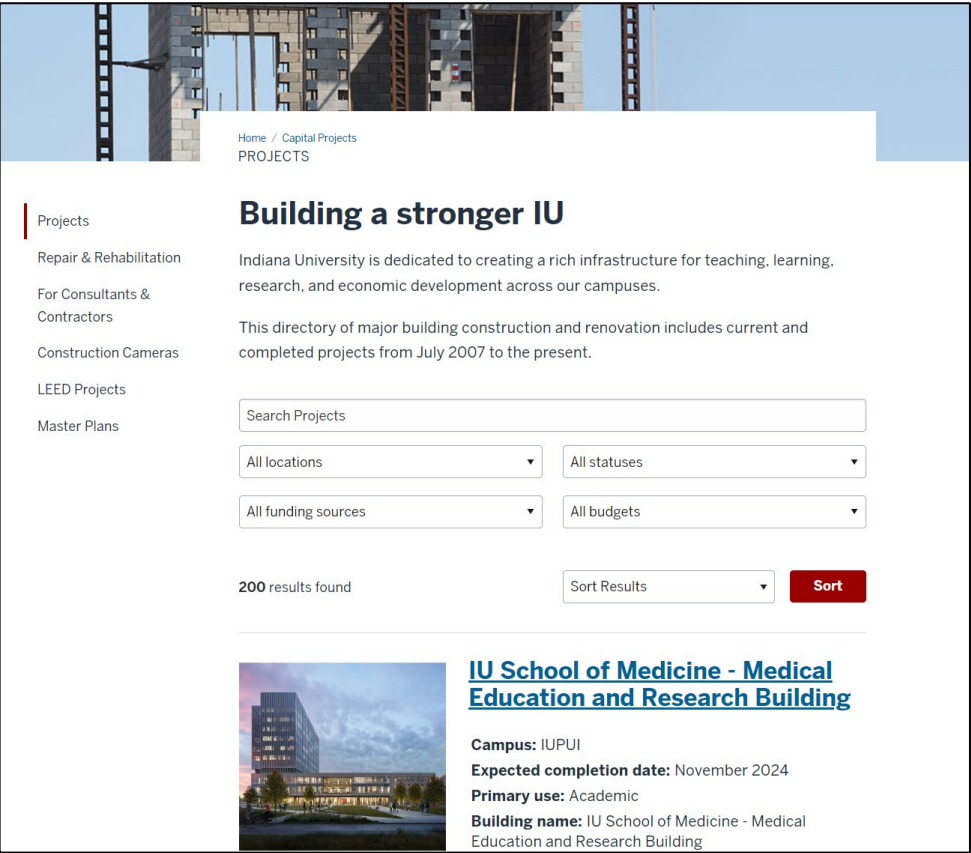 Home / Capital Projects
PROJECTS
Projects
Repair & Rehabilitation
For Consultants &
Contractors
Construction Cameras
LEED Projects
Master Plans
Building a stronger IU
Indiana University is dedicated to creating a rich infrastructure for teaching, learning,
research, and economic development across our campuses.
This directory of major building construction and renovation includes current and
completed projects from July 2007 to the present.
Search Projects
All locations
All statuses
All funding sources
All budgets
200 results found
Sort Results
Sort
IU School of Medicine - Medical
Education and Research Building
Campus: IUPUI
Expected completion date: November 2024
Primary use: Academic
Building name: IU School of Medicine - Medical
Education and Research Building